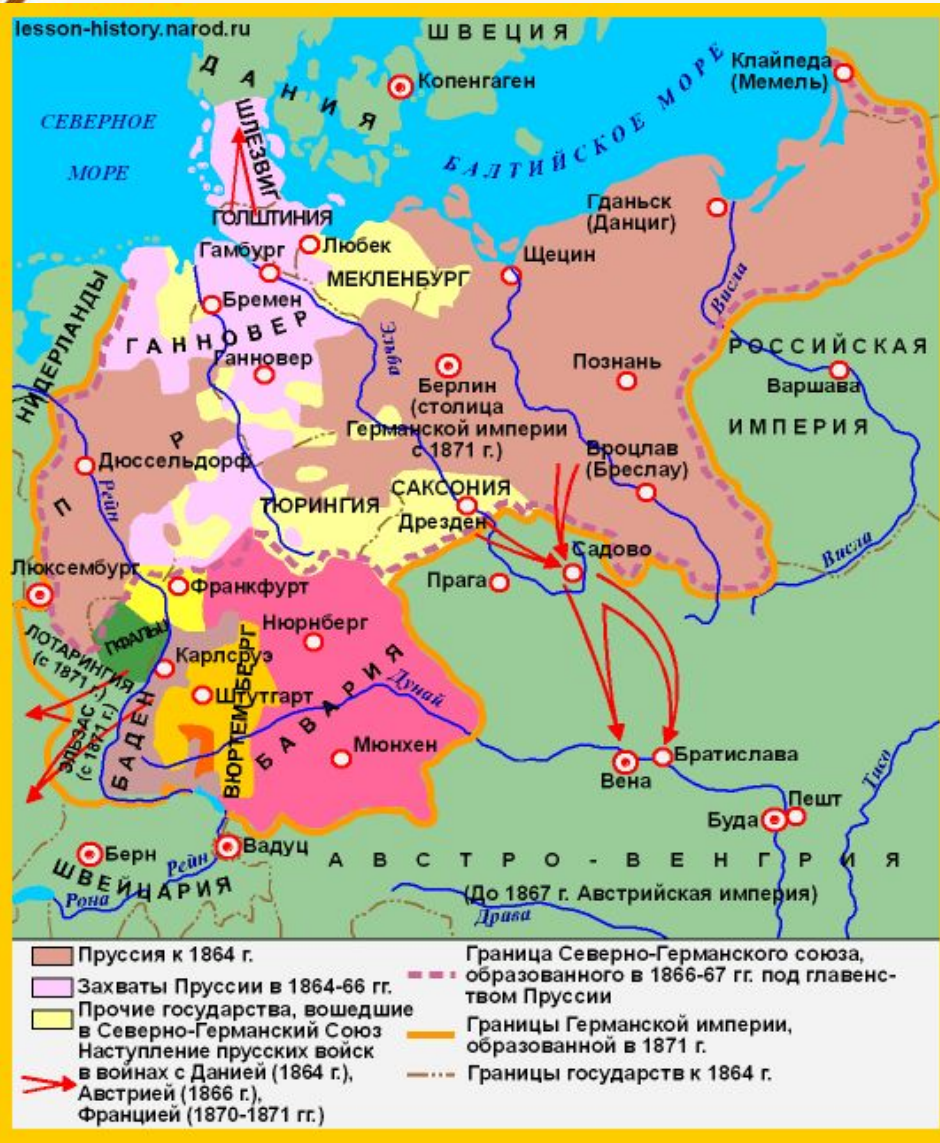 lesson-history.narod.ru
ШВЕЦИЯ
ДАНИЯ
Копенгаген
Клайпеда
(Мемель)
СЕВЕРНОЕ
МОРЕ
БАЛТИЙСКОЕ МОРЕ
ШЛЕЗВИГ
ГОЛШТИНИЯ
Гданьск
(Данциг)
Любек
Гамбург
МЕКЛЕНБУРГ
Щецин
Висла
НИДЕРЛАНДЫ
Бремен
ГАННОВЕР
Ганновер
Эльба
Берлин
(столица
Германской империи
с 1871 г.)
Познань
РОССИЙСКАЯ
Варшава
ИМПЕРИЯ
П Р
Дюссельдорф
Рейн
Вроцлав
(Бреслау)
ТЮРИНГИЯ
САКСОНИЯ
Дрезден
Садово
Висла
Прага
Люксембург
Франкфурт
ПФАЛЬЦ
Нюрнберг
ЛОТАРИНГИЯ
(с 1871 г.)
Карлсруэ
Штутгарт
ЭЛЬЗАС
(с 1871 г.)
БАДЕН
ВЮРТЕМБЕРГ
БАВАРИЯ
Дунай
Мюнхен
Вена
Братислава
Тисо
Буда
Пешт
Берн
Рейн
Вадуц
ШВЕЙЦАРИЯ
Рона
АВСТРО-ВЕНГРИЯ
(До 1867 г. Австрийская империя)
Драва
Пруссия к 1864 г.
Захваты Пруссии в 1864-66 гг.
Прочие государства, вошедшие
в Северно-Германский Союз
Наступление прусских войск
в войнах с Данией (1864 г.),
Австрией (1866 г.),
Францией (1870-1871 гг.)
Граница Северно-Германского союза,
образованного в 1866-67 гг. под главенс-
твом Пруссии
Границы Германской империи,
образованной в 1871 г.
Границы государств к 1864 г.